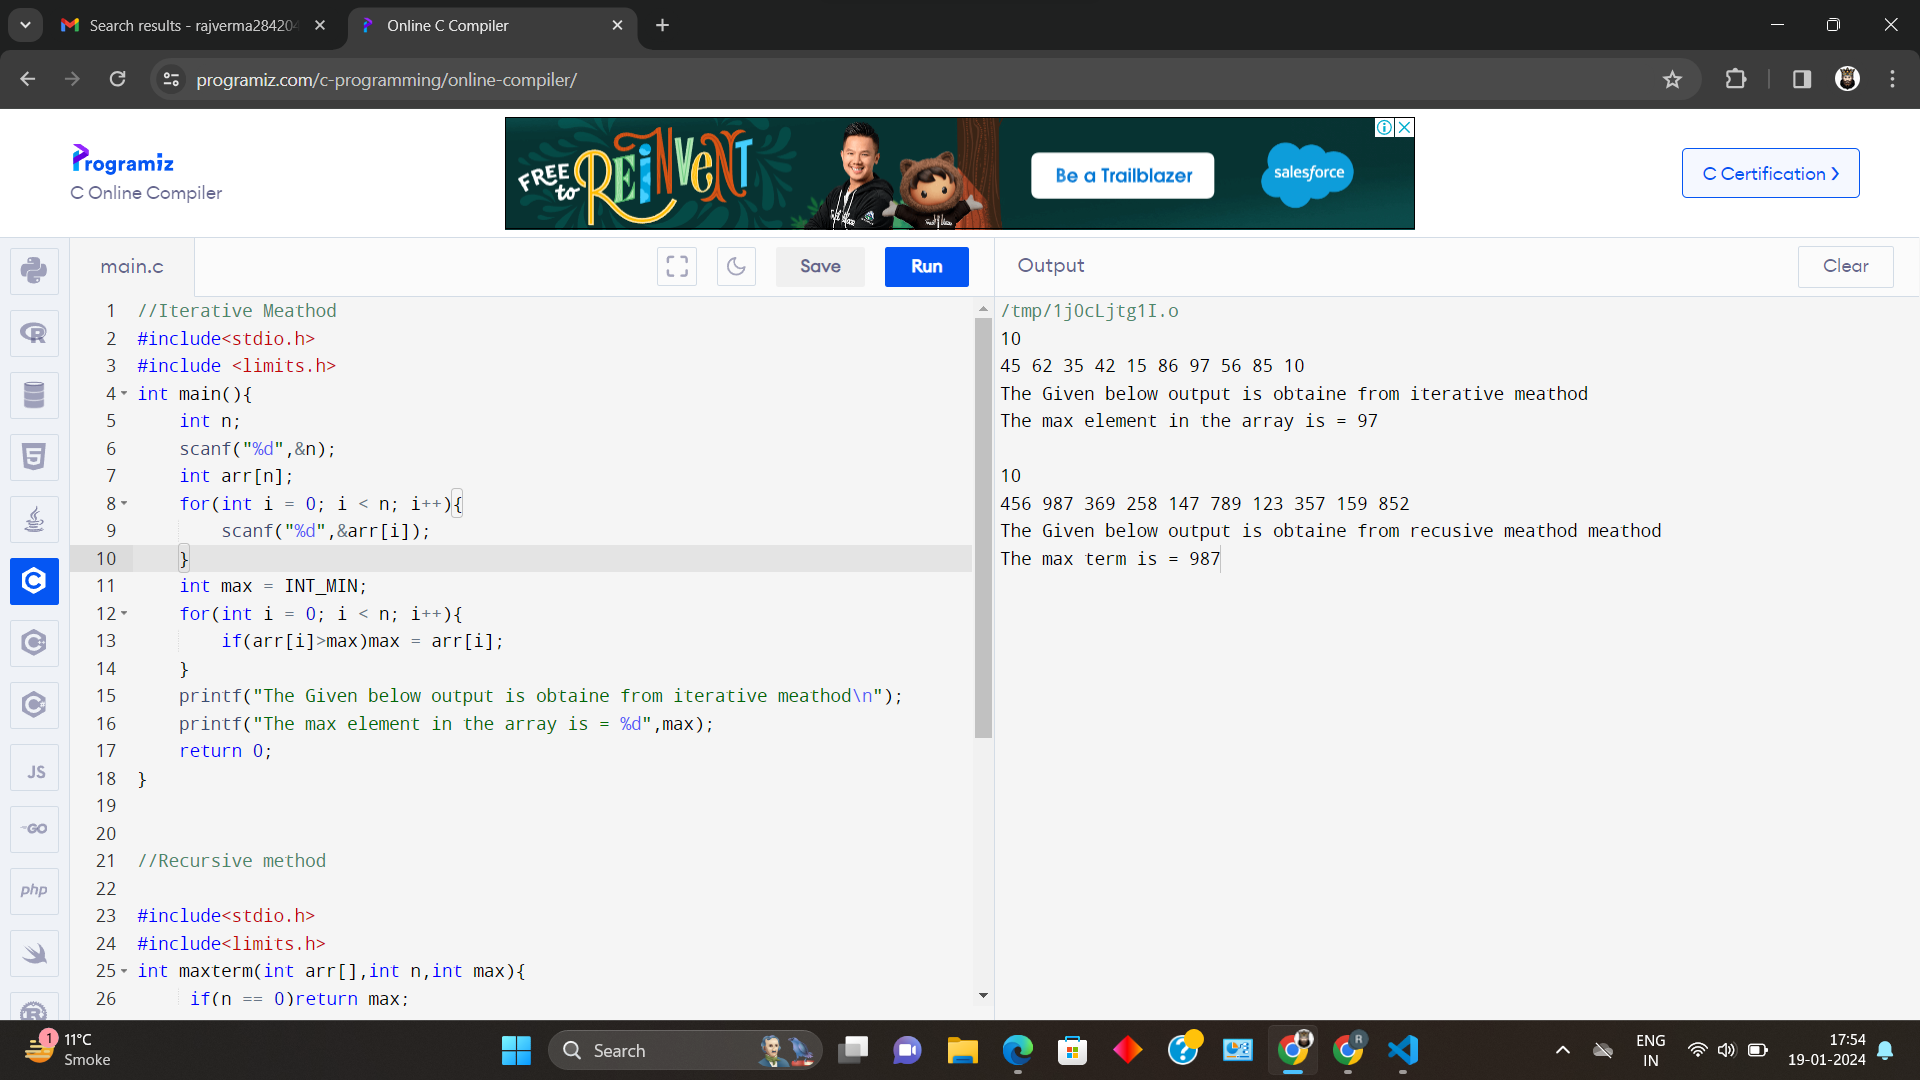 Search results - rajverma28420
Online C Compiler
programiz.com/c-programming/online-compiler/
Programiz
C Online Compiler
FREE to REINVENT
Be a Trailblazer
salesforce
C Certification
main.c
Save
Run
Output
Clear
1 //Iterative Meathod
2 #include<stdio.h>
3 #include <limits.h>
4 int main(){
5 int n;
6 scanf("%d",&n);
7 int arr[n];
8 for(int i = 0; i < n; i++){
9 scanf("%d",&arr[i]);
10 }
11 int max = INT_MIN;
12 for(int i = 0; i < n; i++){
13 if(arr[i]>max)max = arr[i];
14 }
15 printf("The Given below output is obtaine from iterative meathod\n");
16 printf("The max element in the array is = %d",max);
17 return 0;
18 }
19
20
21 //Recursive method
22
23 #include<stdio.h>
24 #include<limits.h>
25 int maxterm(int arr[],int n,int max){
26 if(n == 0)return max;
/tmp/1j0cLjtg1I.o
10
45 62 35 42 15 86 97 56 85 10
The Given below output is obtaine from iterative meathod
The max element in the array is = 97
10
456 987 369 258 147 789 123 357 159 852
The Given below output is obtaine from recusive meathod meathod
The max term is = 987
R
5
C
JS
GO
php
1
11°C
Smoke
Search
R
ENG
IN
17:54
19-01-2024